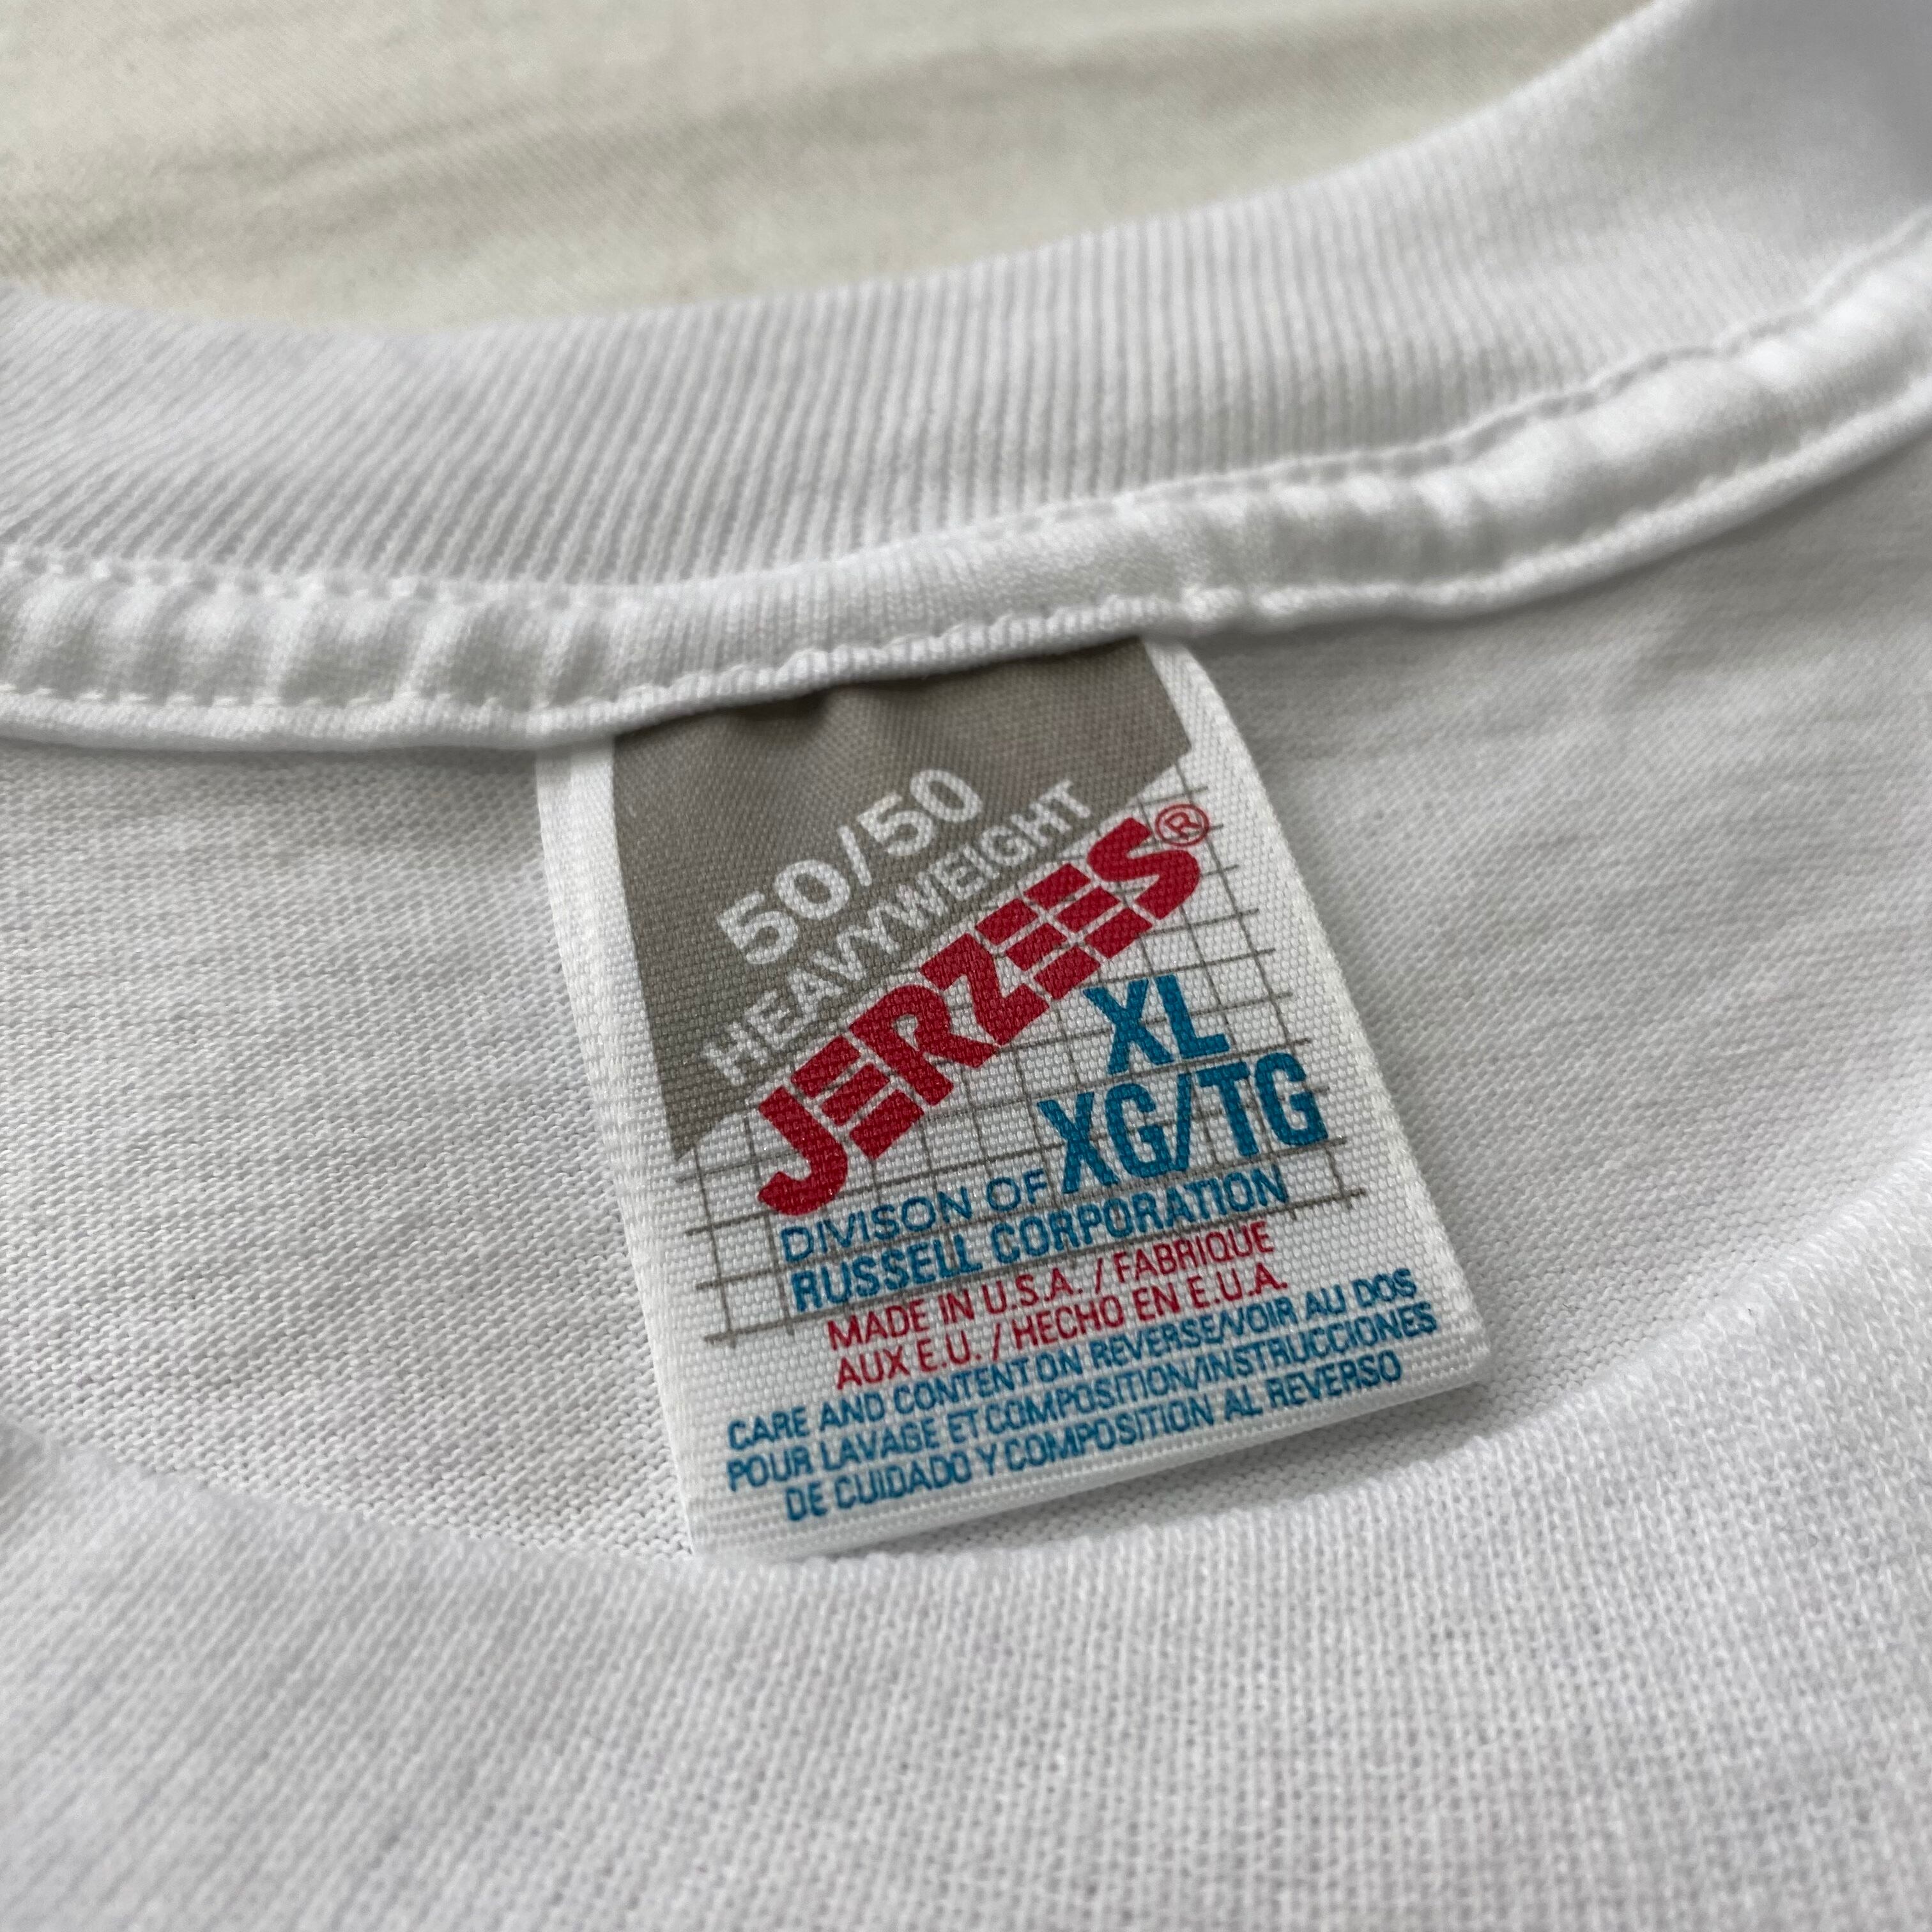 50/50
HEAVYWEIGHT
JERZEES®
XL
XG/TG
DIVISON OF
RUSSELL CORPORATION
MADE IN U.S.A. / FABRIQUE
AUX E.U. / HECHO EN E.U.A.
CARE AND CONTENT ON REVERSE/VOIR AU DOS
POUR LAVAGE ET COMPOSITION/INSTRUCCIONES
DE CUIDADO Y COMPOSITION AL REVERSO